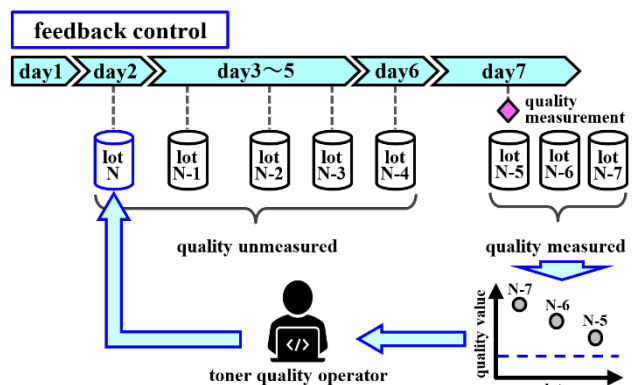 feedback control
day1
day2
day3～5
day6
day7
quality
measurement
lot
N
lot
N-1
lot
N-2
lot
N-3
lot
N-4
lot
N-5
lot
N-6
lot
N-7
quality unmeasured
quality measured
N-7
N-6
N-5
quality value
</>
toner quality operator